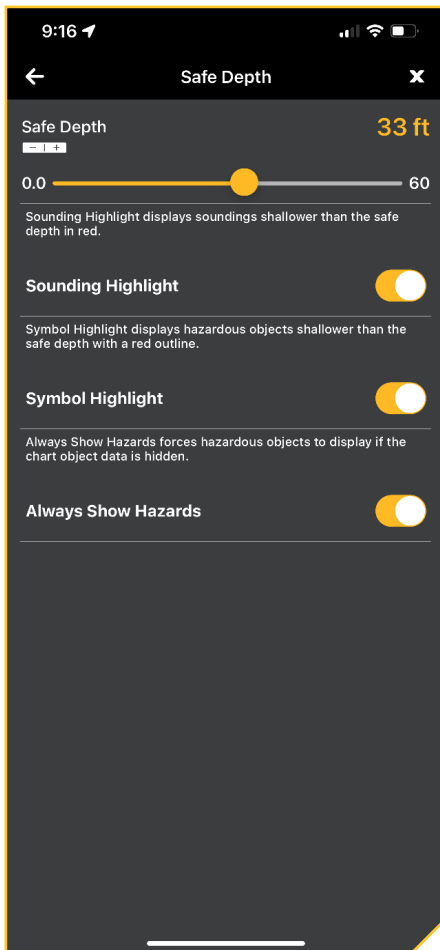 9:16
Safe Depth
X
Safe Depth
33 ft
− | +
0.0
60
Sounding Highlight displays soundings shallower than the safe
depth in red.
Sounding Highlight
Symbol Highlight displays hazardous objects shallower than the
safe depth with a red outline.
Symbol Highlight
Always Show Hazards forces hazardous objects to display if the
chart object data is hidden.
Always Show Hazards